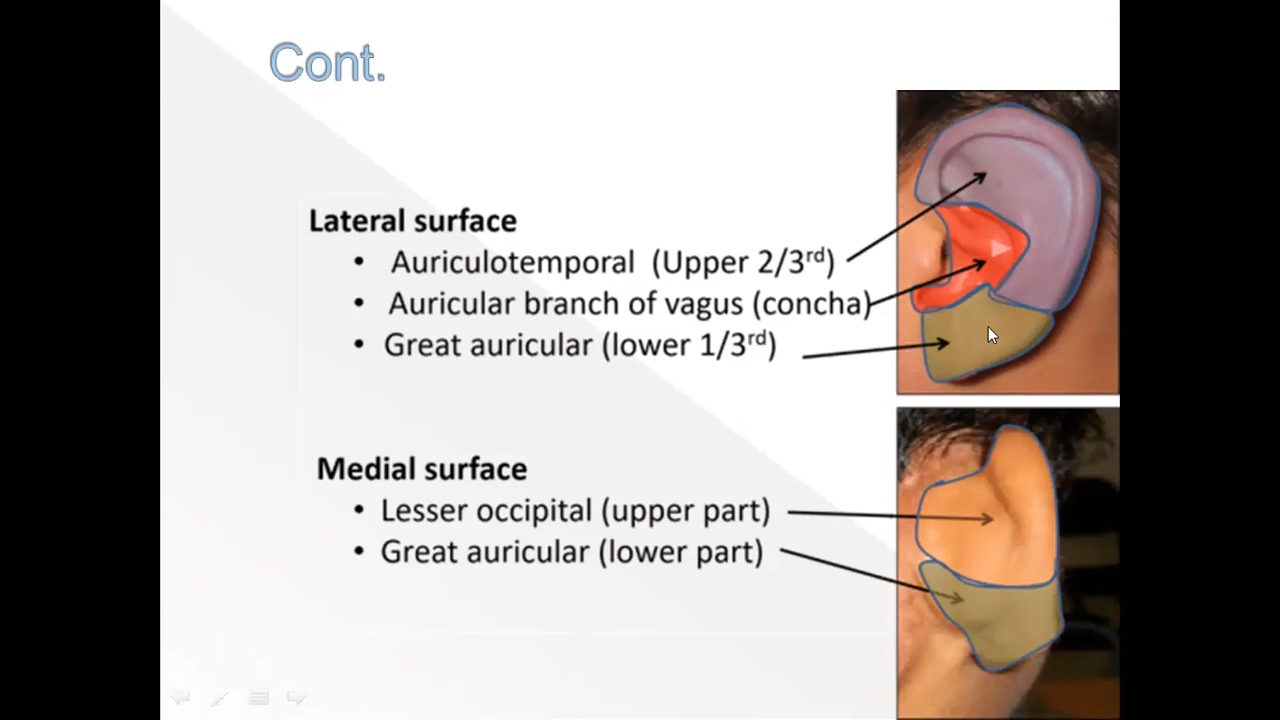 Cont.
Lateral surface
• Auriculotemporal (Upper 2/3rd)
• Auricular branch of vagus (concha)
• Great auricular (lower 1/3rd)
Medial surface
• Lesser occipital (upper part)
• Great auricular (lower part)